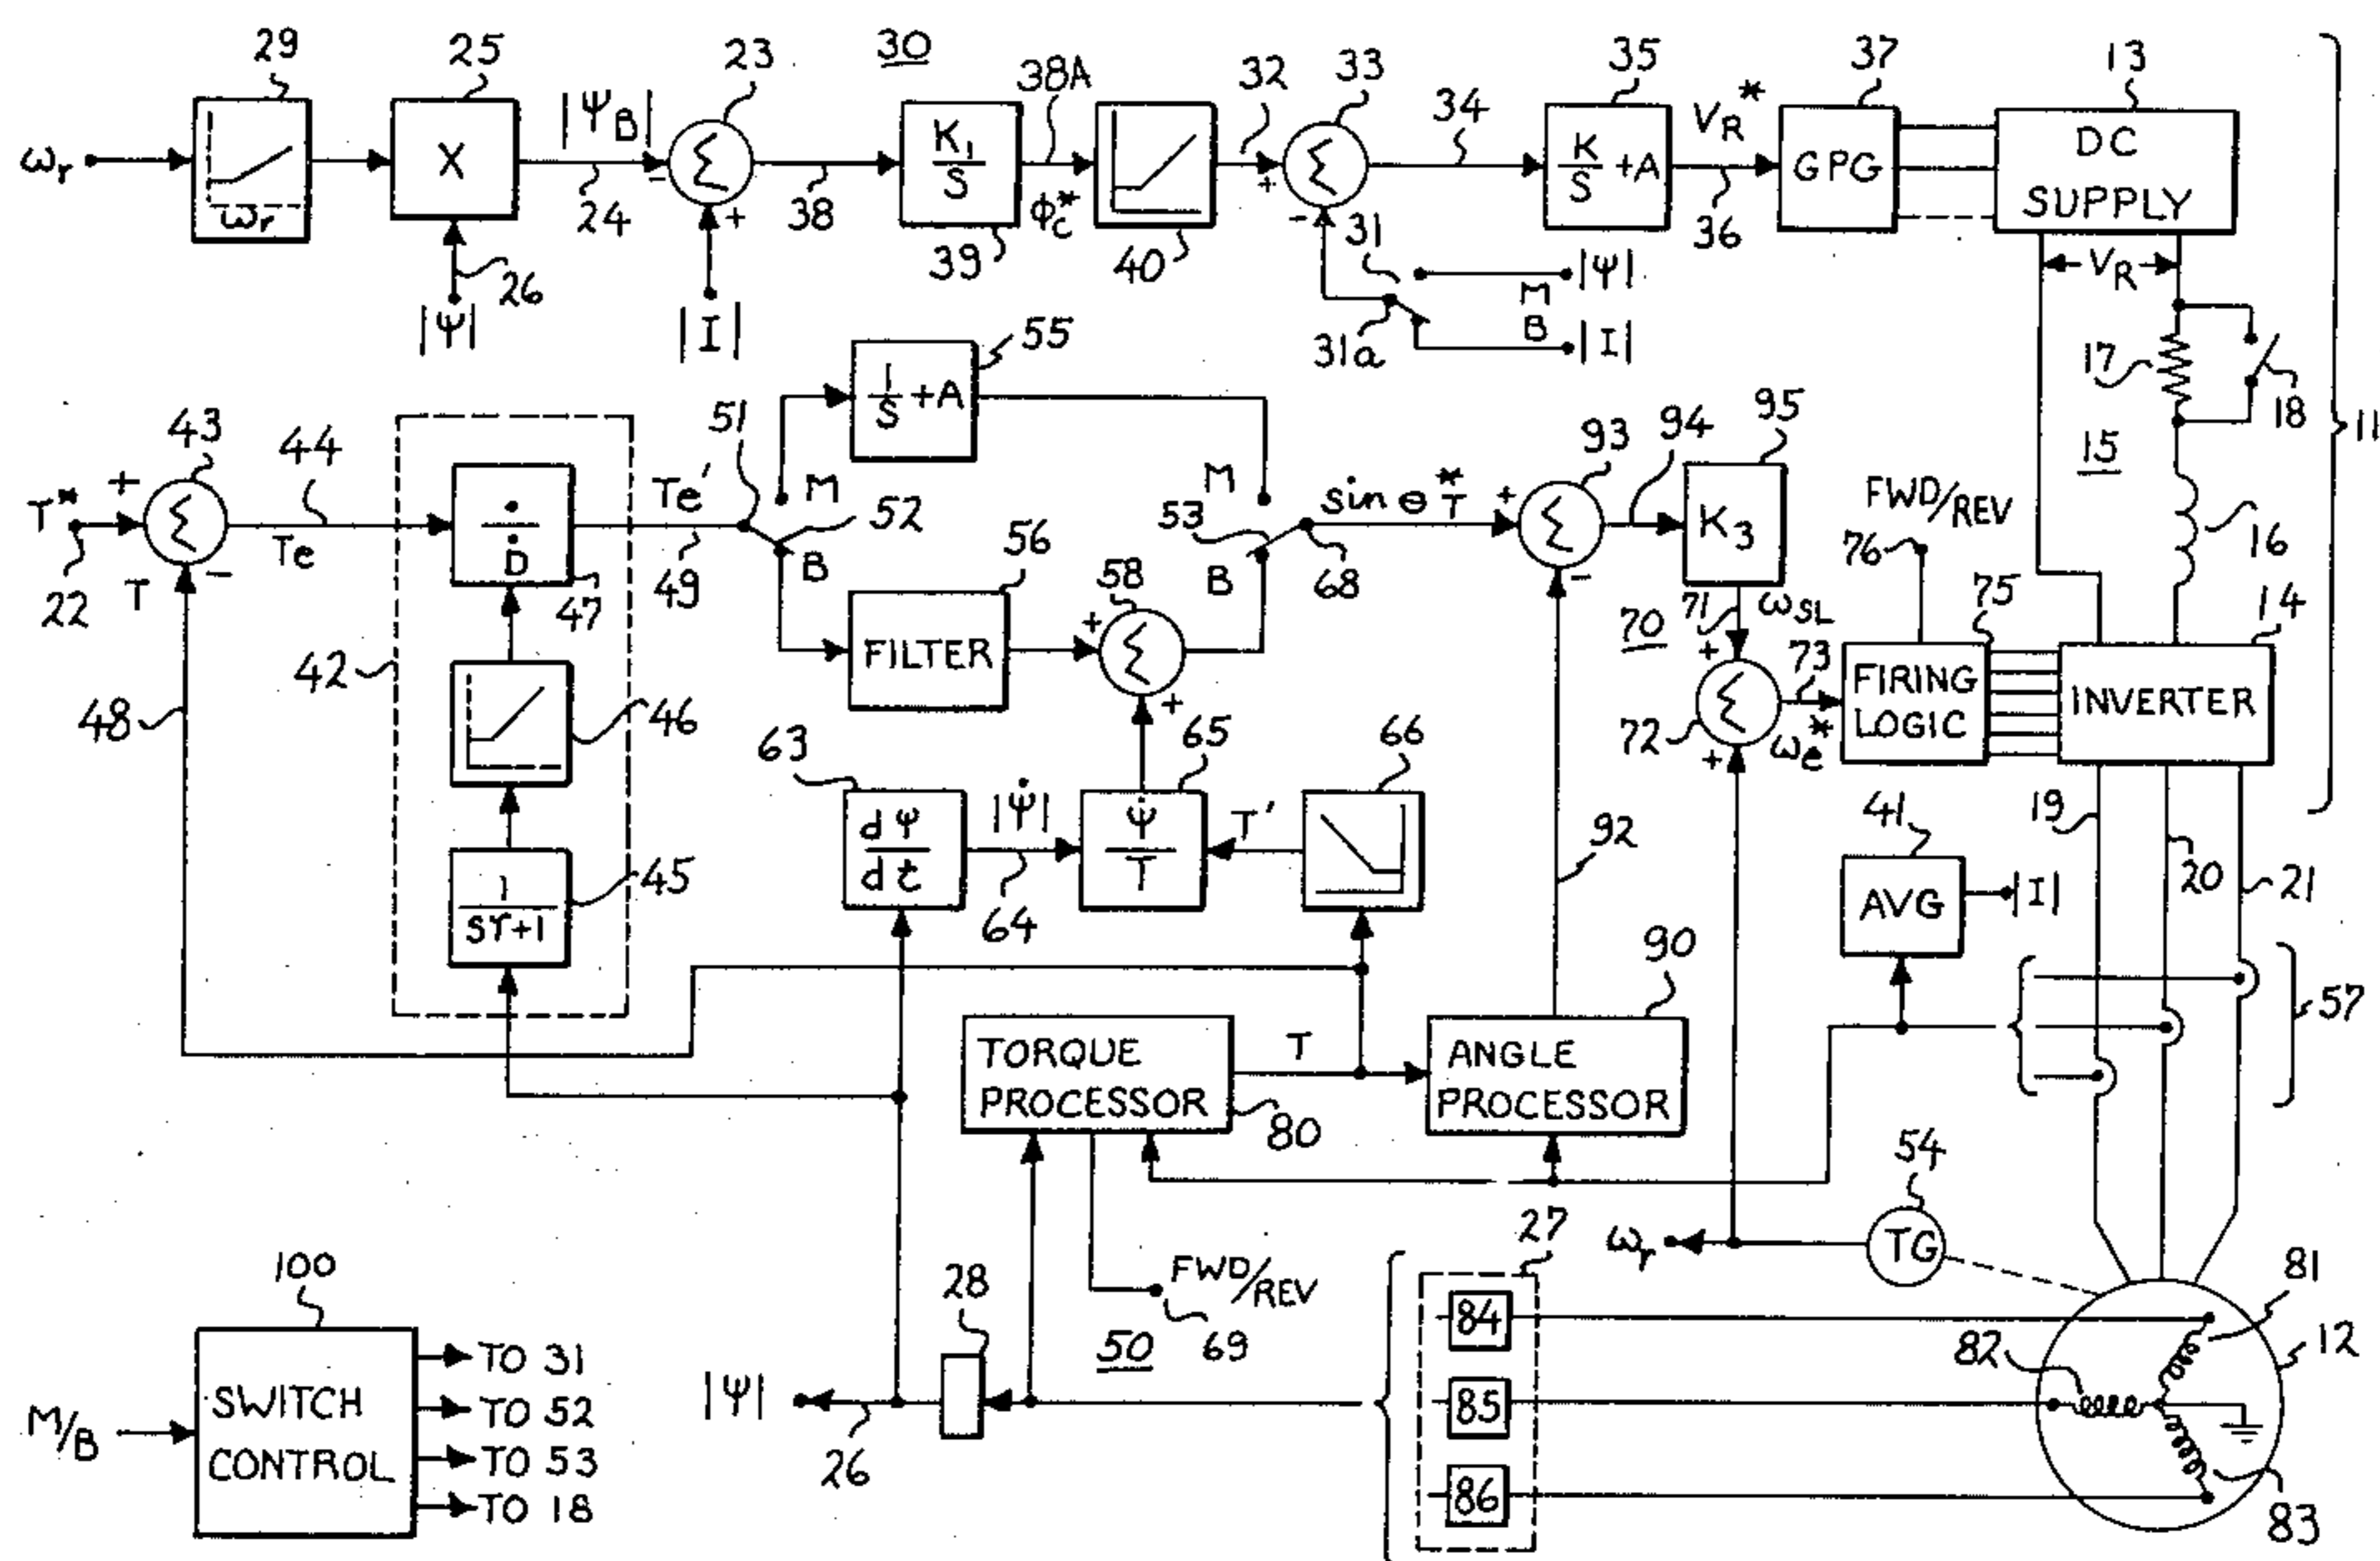 29
25
23
30
38A
32
33
34
35
37
13
ωr
ωr
X
|ΨB|
-
Σ
+
24
26
|Ψ|
|I|
38
K1/S
39
φc*
40
+
Σ
-
K/S +A
VR*
36
GPG
DC SUPPLY
VR
31
31a
M
B
|Ψ|
|I|
17
18
11
15
16
55
1/S +A
43
44
+
T*
22
Σ
-
T
Te
42
÷
D
47
Te'
49
51
M
52
B
53
M
B
sin θT*
68
93
94
95
+
Σ
-
K3
FWD/REV
76
75
14
56
FILTER
58
+
Σ
+
71
ωSL
70
+
Σ
+
72
73
ωe*
FIRING LOGIC
INVERTER
48
46
63
dΨ/dt
|Ψ̇|
64
65
Ψ̇/T
T'
66
92
41
AVG
|I|
19
20
21
57
45
1/Sτ+1
TORQUE PROCESSOR
T
80
90
ANGLE PROCESSOR
54
TG
ωr
27
81
12
100
SWITCH CONTROL
M/B
TO 31
TO 52
TO 53
TO 18
|Ψ|
26
28
FWD/REV
50
69
84
85
86
82
83